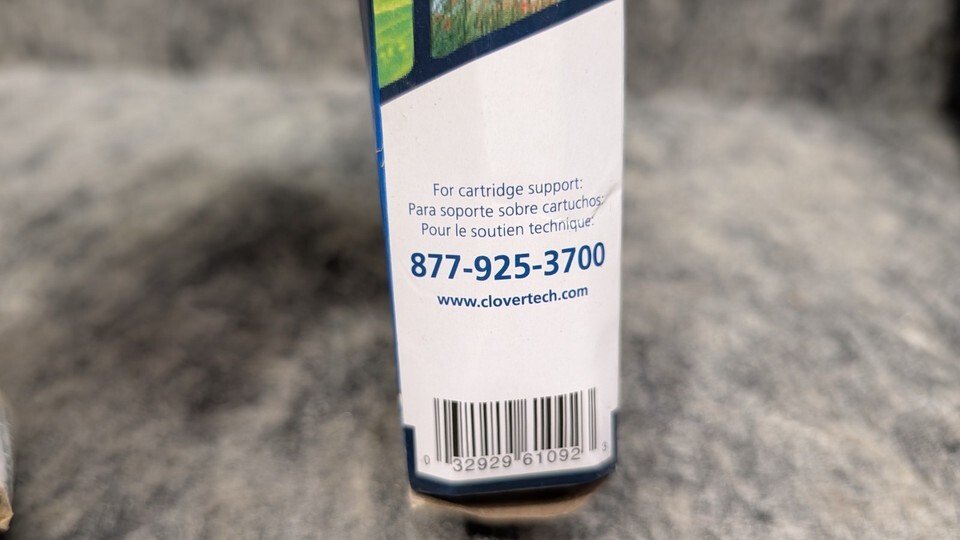 For cartridge support:
Para soporte sobre cartuchos:
Pour le soutien technique:
877-925-3700
www.clovertech.com
0 32929 61092 3